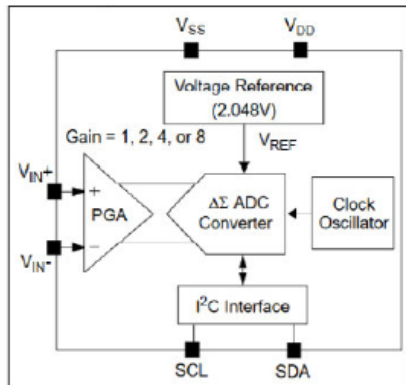 VSS
VDD
Voltage Reference
(2.048V)
Gain = 1, 2, 4, or 8
VREF
VIN+
+
PGA
−
VIN-
ΔΣ ADC
Converter
Clock
Oscillator
I²C Interface
SCL
SDA